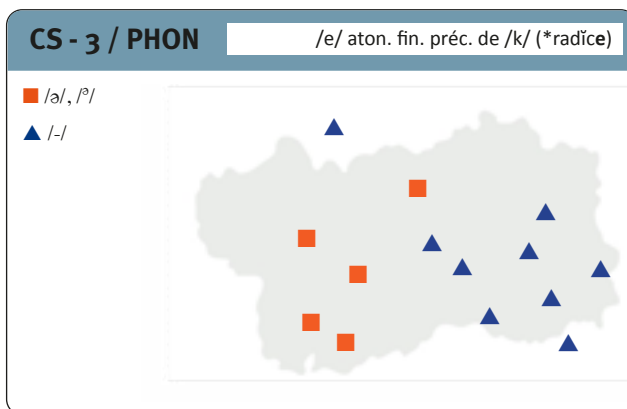 CS - 3 / PHON
/e/ aton. fin. préc. de /k/ (*radĭce)
/ə/, /ᵊ/
/-/